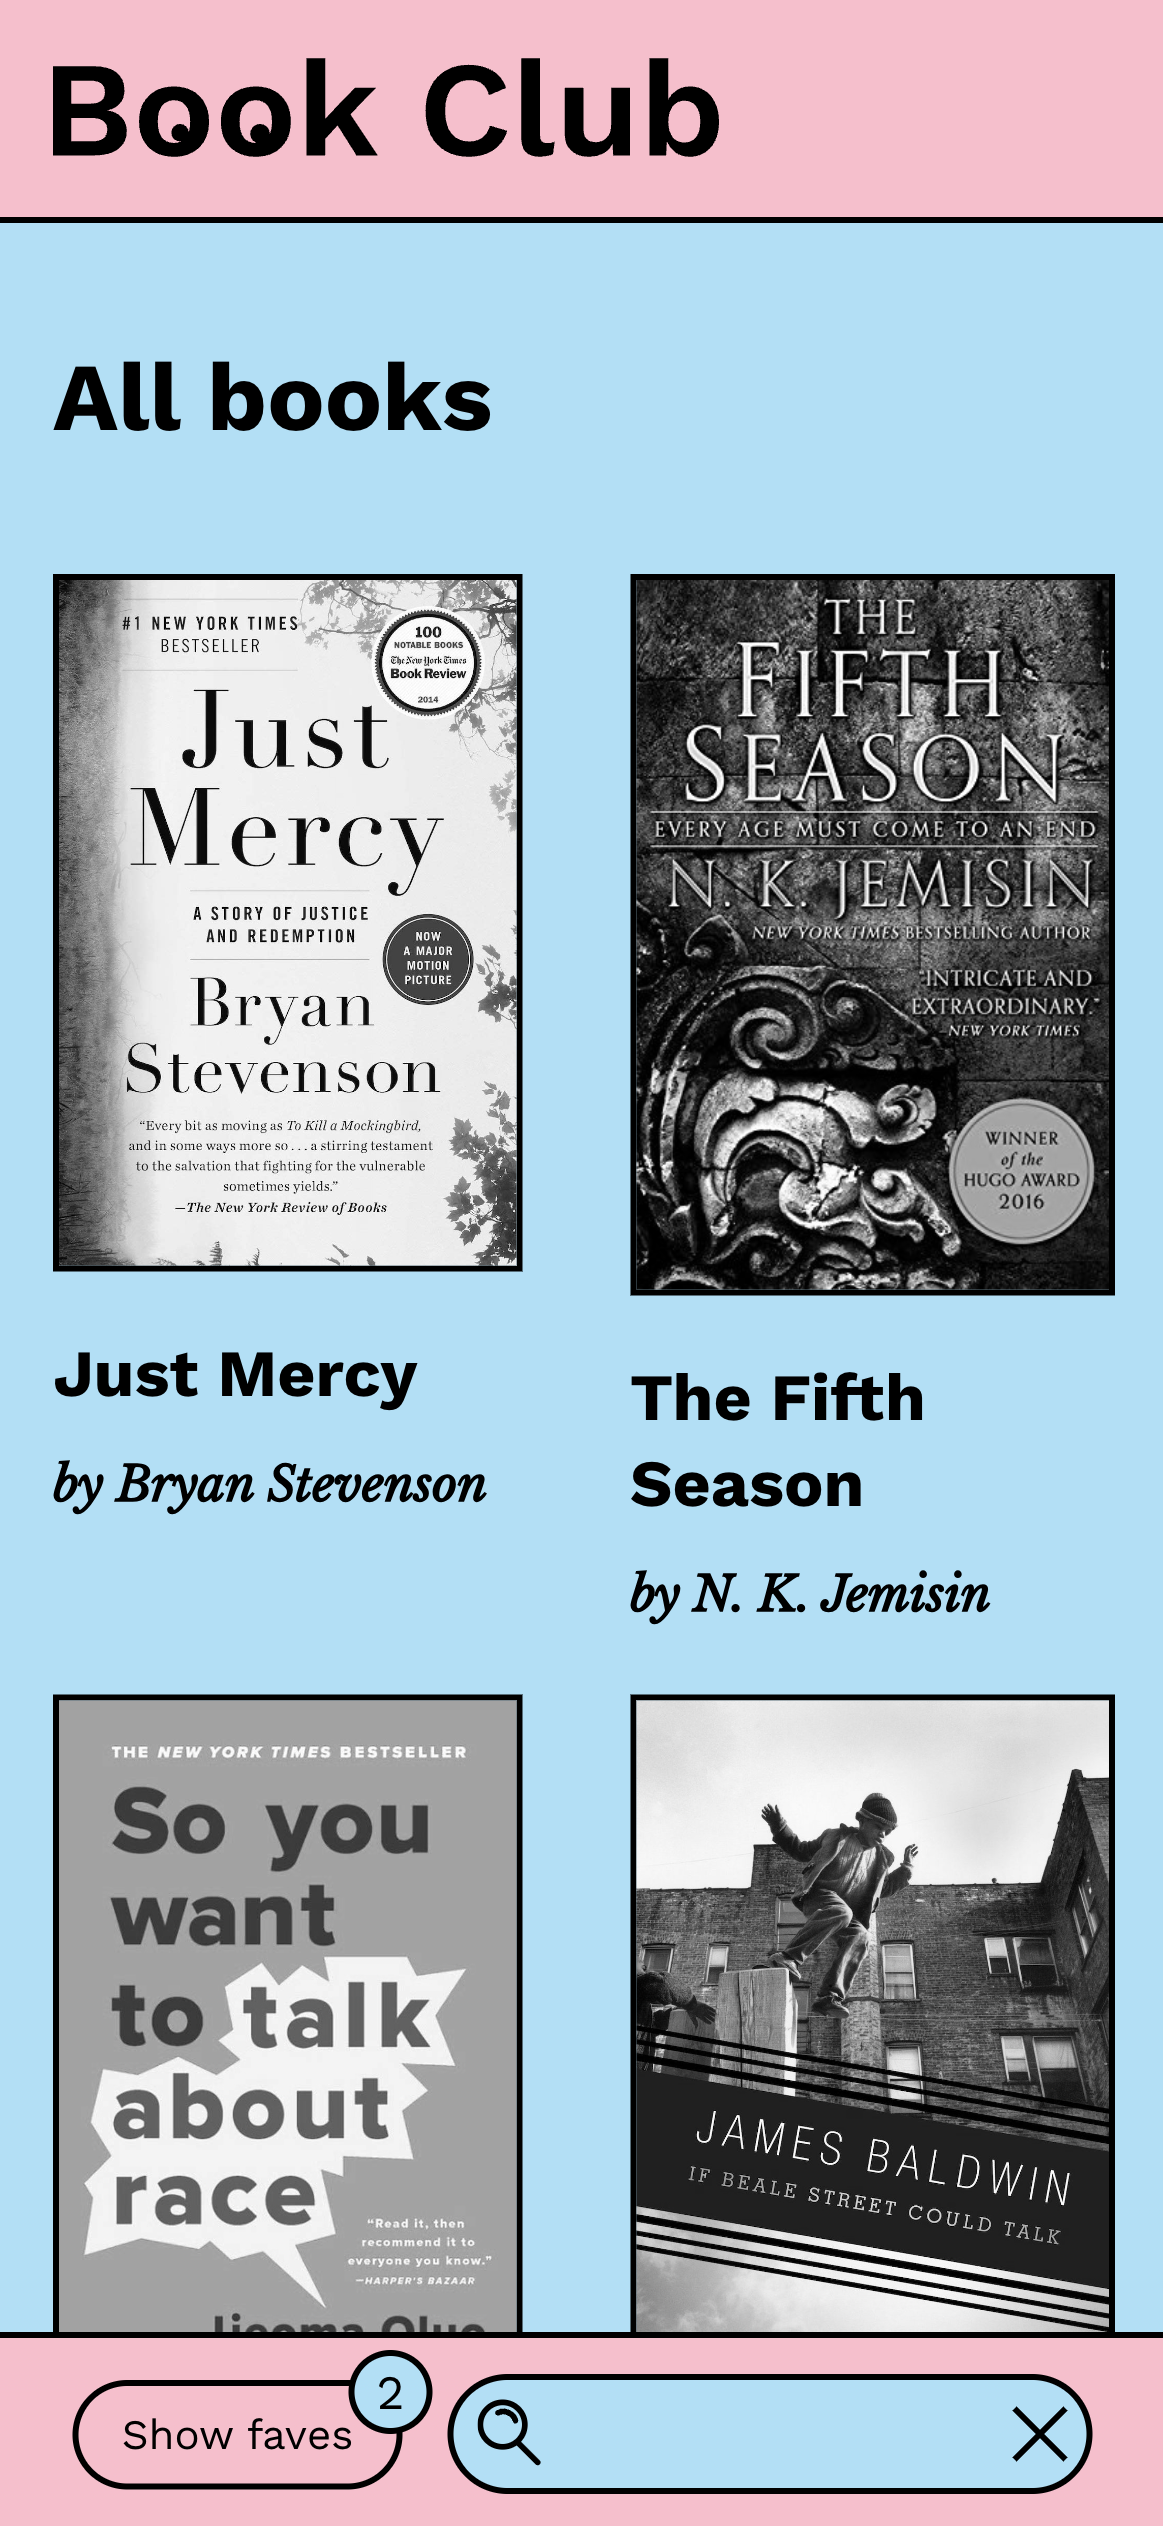 Book Club
All books
#1 NEW YORK TIMES
BESTSELLER
100
NOTABLE BOOKS
The New York Times
Book Review
2014
Just
Mercy
A STORY OF JUSTICE
AND REDEMPTION
NOW
A MAJOR
MOTION
PICTURE
Bryan
Stevenson
“Every bit as moving as To Kill a Mockingbird,
and in some ways more so . . . a stirring testament
to the salvation that fighting for the vulnerable
sometimes yields.”
—The New York Review of Books
Just Mercy
by Bryan Stevenson
THE
FIFTH
SEASON
EVERY AGE MUST COME TO AN END
N. K. JEMISIN
NEW YORK TIMES BESTSELLING AUTHOR
“INTRICATE AND
EXTRAORDINARY.”
—NEW YORK TIMES
WINNER
of the
HUGO AWARD
2016
The Fifth
Season
by N. K. Jemisin
THE NEW YORK TIMES BESTSELLER
So you
want
to talk
about
race
“Read it, then
recommend it to
everyone you know.”
—HARPER'S BAZAAR
Ijeoma Oluo
JAMES BALDWIN
IF BEALE STREET COULD TALK
Show faves
2